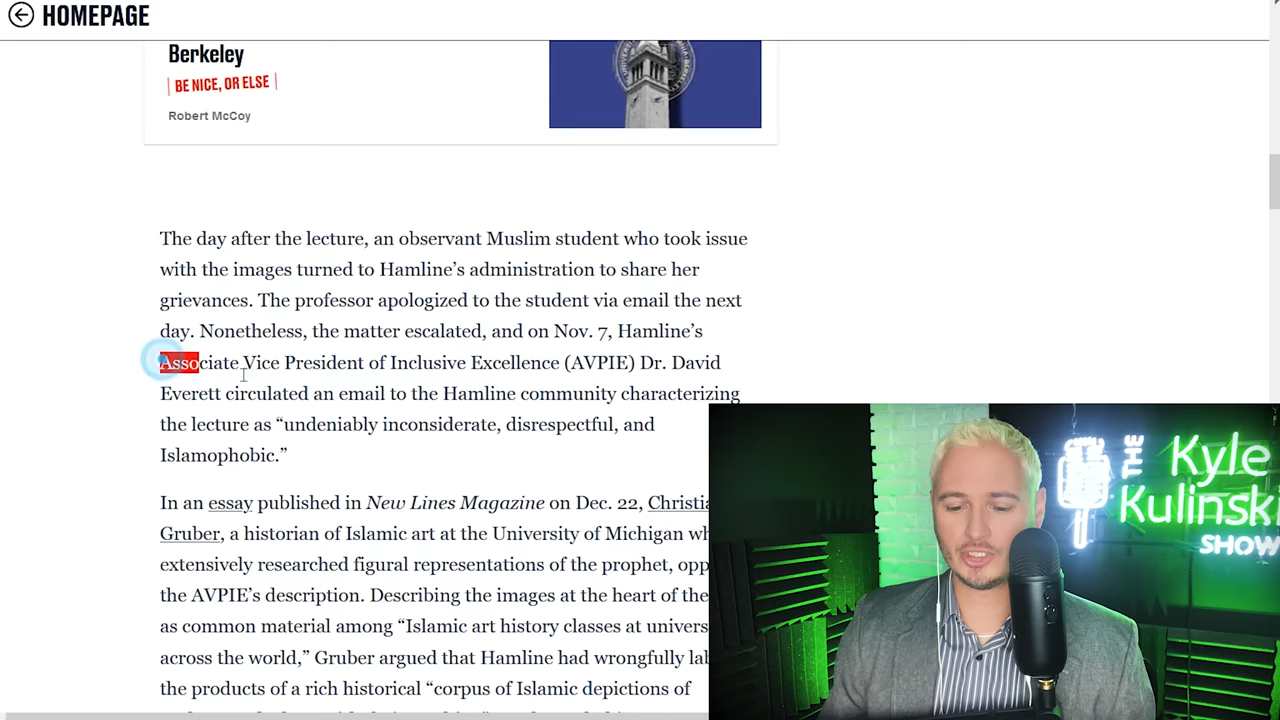 HOMEPAGE
Berkeley
BE NICE, OR ELSE
Robert McCoy
The day after the lecture, an observant Muslim student who took issue
with the images turned to Hamline’s administration to share her
grievances. The professor apologized to the student via email the next
day. Nonetheless, the matter escalated, and on Nov. 7, Hamline’s
Associate Vice President of Inclusive Excellence (AVPIE) Dr. David
Everett circulated an email to the Hamline community characterizing
the lecture as “undeniably inconsiderate, disrespectful, and
Islamophobic.”
In an essay published in New Lines Magazine on Dec. 22,
Gruber, a historian of Islamic art at the University of Michigan
extensively researched figural representations of the prophet,
the AVPIE’s description. Describing the images at the heart of the
as common material among “Islamic art history classes at
across the world,” Gruber argued that Hamline had wrongfully
the products of a rich historical “corpus of Islamic depictions of
THE
Kyle
Kulinski
SHOW